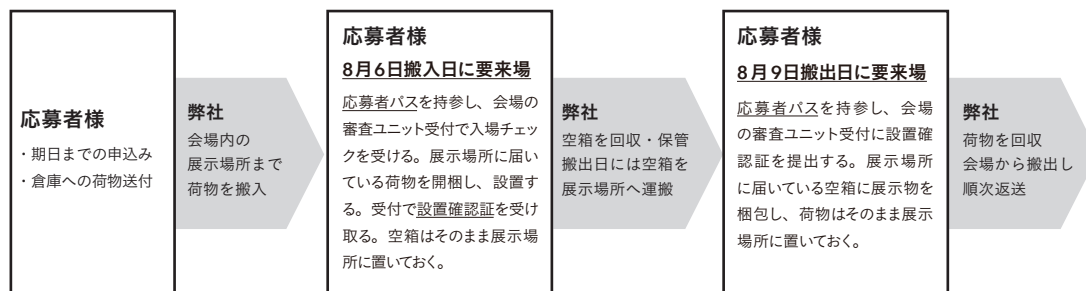 応募者様
・期日までの申込み
・倉庫への荷物送付
弊社
会場内の
展示場所まで
荷物を搬入
応募者様
8月6日搬入日に要来場
応募者パスを持参し、会場の
審査ユニット受付で入場チェッ
クを受ける。展示場所に届い
ている荷物を開梱し、設置す
る。受付で設置確認証を受け
取る。空箱はそのまま展示場
所に置いておく。
弊社
空箱を回収・保管
搬出日には空箱を
展示場所へ運搬
応募者様
8月9日搬出日に要来場
応募者パスを持参し、会場
の審査ユニット受付に設置確
認証を提出する。展示場所
に届いている空箱に展示物を
梱包し、荷物はそのまま展示
場所に置いておく。
弊社
荷物を回収
会場から搬出し
順次返送